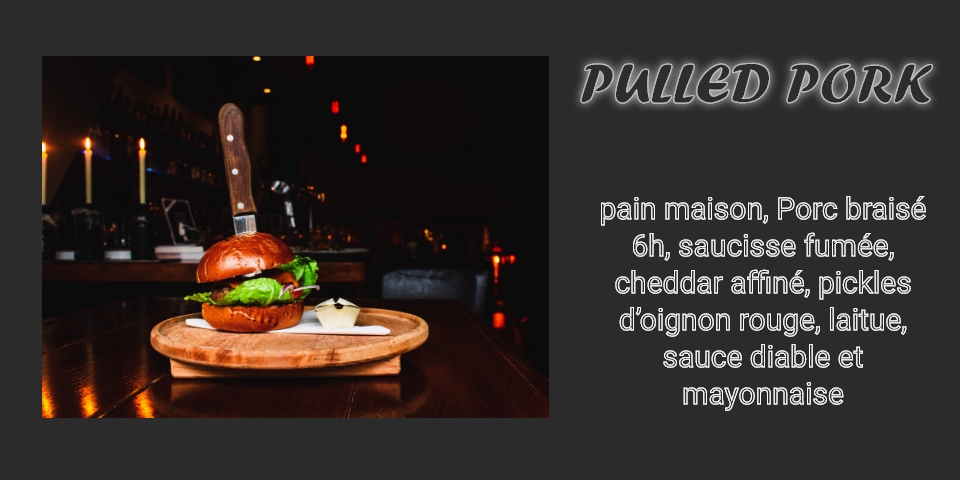 PULLED PORK
pain maison, Porc braisé
6h, saucisse fumée,
cheddar affiné, pickles
d’oignon rouge, laitue,
sauce diable et
mayonnaise